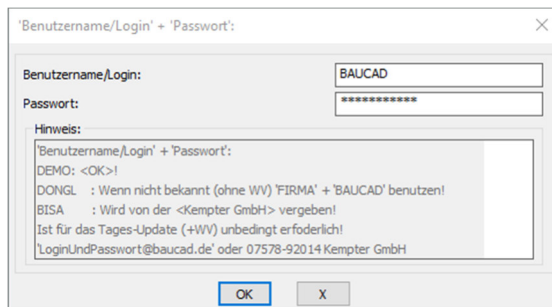 'Benutzername/Login' + 'Passwort':
Benutzername/Login:
BAUCAD
Passwort:
***********
Hinweis:
'Benutzername/Login' + 'Passwort':
DEMO: <OK>!
DONGL : Wenn nicht bekannt (ohne WV) 'FIRMA' + 'BAUCAD' benutzen!
BISA : Wird von der <Kempter GmbH> vergeben!
Ist für das Tages-Update (+WV) unbedingt erfoderlich!
'LoginUndPasswort@baucad.de' oder 07578-92014 Kempter GmbH
OK
X